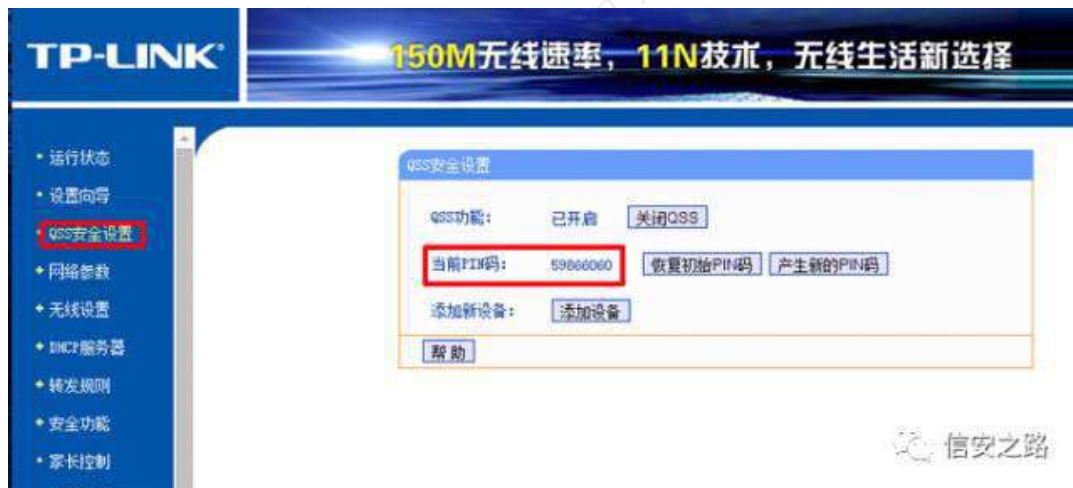 TP-LINK
150M无线速率，11N技术，无线生活新选择
运行状态
设置向导
QSS安全设置
网络参数
无线设置
DHCP服务器
转发规则
安全功能
家长控制
QSS安全设置
QSS功能： 已开启 关闭QSS
当前PIN码： 59866060 恢复初始PIN码 产生新的PIN码
添加新设备： 添加设备
帮 助
信安之路